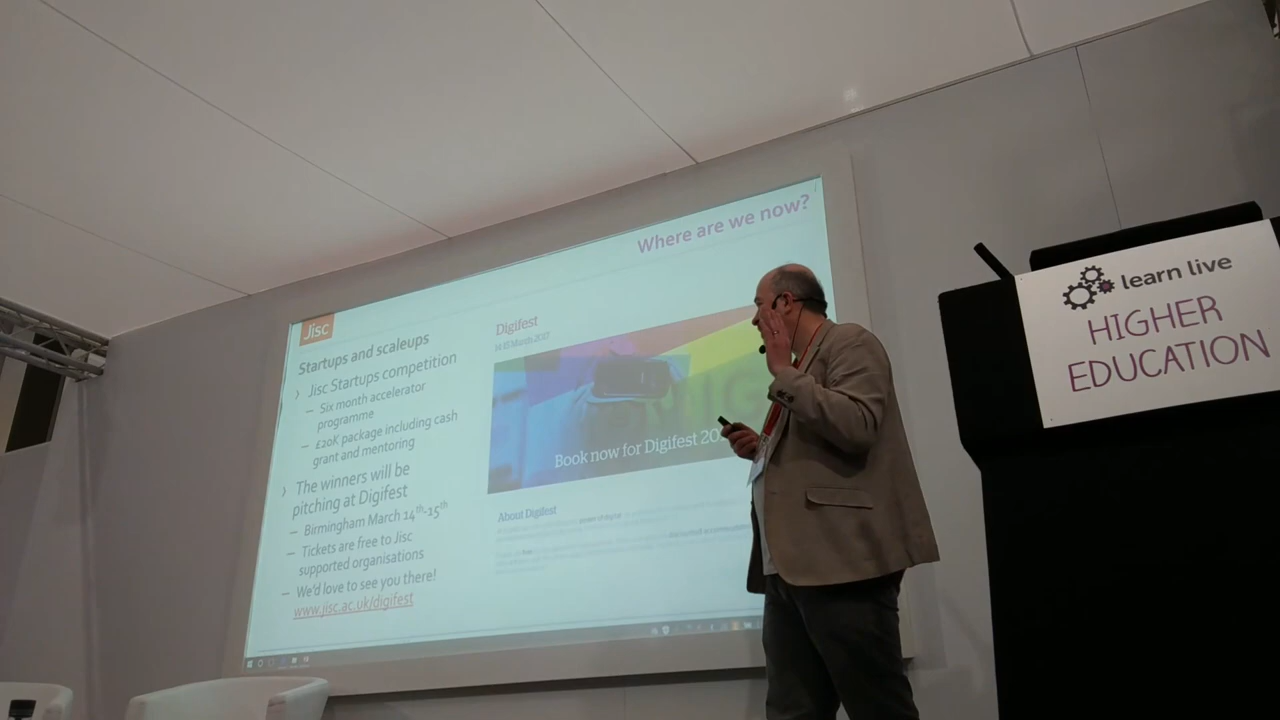 Where are we now?
Jisc
Startups and scaleups
› Jisc Startups competition
– Six month accelerator
programme
– £20K package including cash
grant and mentoring
› The winners will be
pitching at Digifest
– Birmingham March 14th-15th
– Tickets are free to Jisc
supported organisations
– We'd love to see you there!
www.jisc.ac.uk/digifest
Digifest
14-15 March 2017
Book now for Digifest 20
About Digifest
learn live
HIGHER
EDUCATION